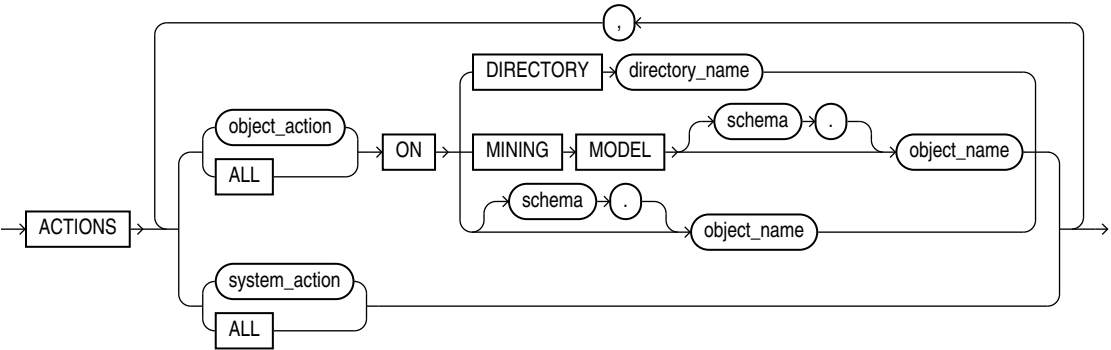 ,
DIRECTORY directory_name
object_action
schema .
ON
MINING MODEL
object_name
ALL
schema .
ACTIONS
object_name
system_action
ALL